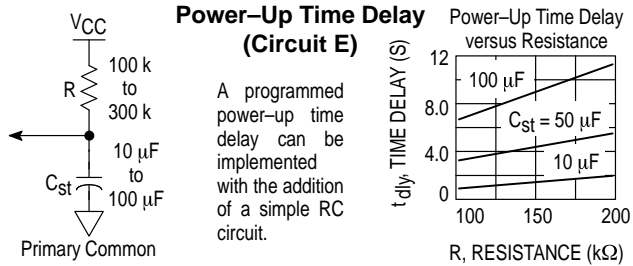 Power–Up Time Delay
(Circuit E)
VCC
R
100 k
to
300 k
Cst
10 µF
to
100 µF
Primary Common
A programmed
power–up time
delay can be
implemented
with the addition
of a simple RC
circuit.
Power–Up Time Delay
versus Resistance
tdly, TIME DELAY (S)
12.0
8.0
4.0
0
100 µF
Cst = 50 µF
10 µF
100 150 200
R, RESISTANCE (kΩ)